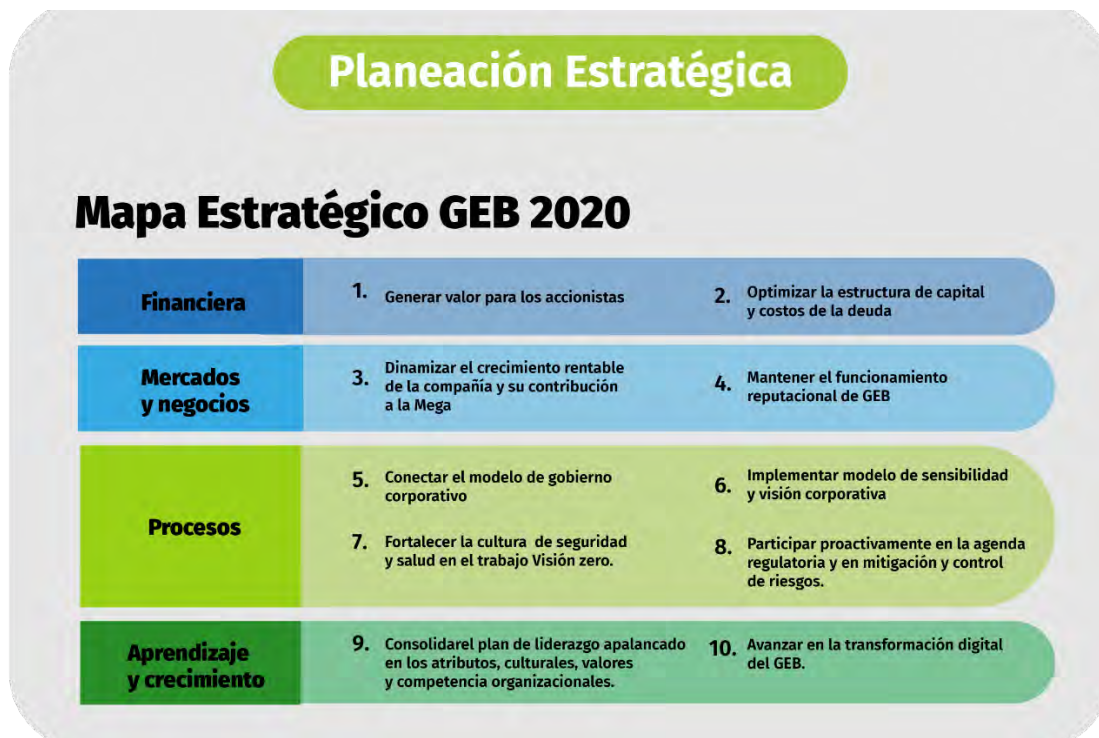 Planeación Estratégica
Mapa Estratégico GEB 2020
Financiera
1. Generar valor para los accionistas
2. Optimizar la estructura de capital
y costos de la deuda
Mercados
y negocios
3. Dinamizar el crecimiento rentable
de la compañía y su contribución
a la Mega
4. Mantener el funcionamiento
reputacional de GEB
Procesos
5. Conectar el modelo de gobierno
corporativo
6. Implementar modelo de sensibilidad
y visión corporativa
7. Fortalecer la cultura de seguridad
y salud en el trabajo Visión zero.
8. Participar proactivamente en la agenda
regulatoria y en mitigación y control
de riesgos.
Aprendizaje
y crecimiento
9. Consolidarel plan de liderazgo apalancado
en los atributos, culturales, valores
y competencia organizacionales.
10. Avanzar en la transformación digital
del GEB.